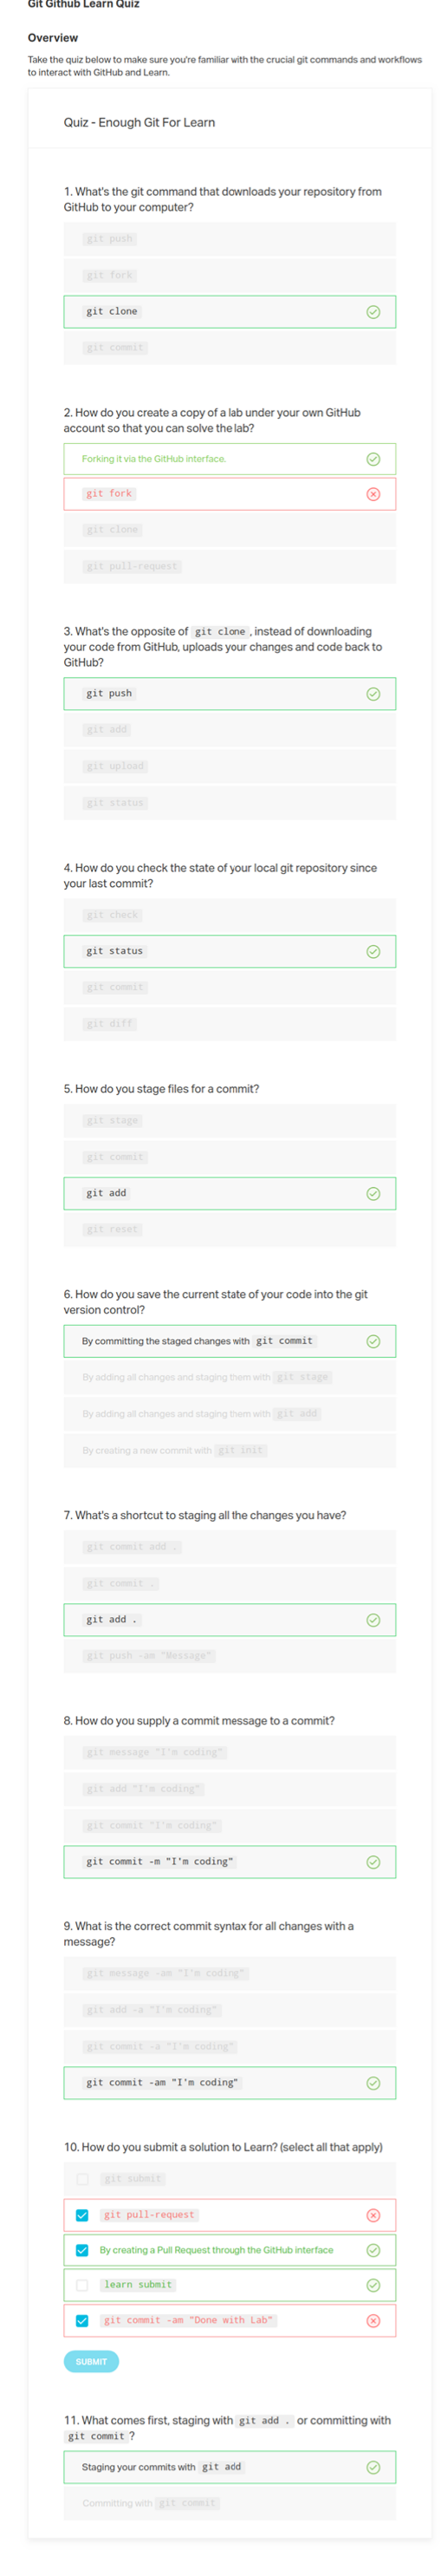 Git Github Learn Quiz
Overview
Take the quiz below to make sure you're familiar with the crucial git commands and workflows
to interact with GitHub and Learn.
Quiz - Enough Git For Learn
1. What's the git command that downloads your repository from
GitHub to your computer?
git push
git fork
git clone
git commit
2. How do you create a copy of a lab under your own GitHub
account so that you can solve the lab?
Forking it via the GitHub interface.
git fork
git clone
git pull-request
3. What's the opposite of git clone , instead of downloading
your code from GitHub, uploads your changes and code back to
GitHub?
git push
git add
git upload
git status
4. How do you check the state of your local git repository since
your last commit?
git check
git status
git commit
git diff
5. How do you stage files for a commit?
git stage
git commit
git add
git reset
6. How do you save the current state of your code into the git
version control?
By committing the staged changes with git commit
By adding all changes and staging them with git stage
By adding all changes and staging them with git add
By creating a new commit with git init
7. What's a shortcut to staging all the changes you have?
git commit add .
git commit .
git add .
git push -am "Message"
8. How do you supply a commit message to a commit?
git message "I'm coding"
git add "I'm coding"
git commit "I'm coding"
git commit -m "I'm coding"
9. What is the correct commit syntax for all changes with a
message?
git message -am "I'm coding"
git add -a "I'm coding"
git commit -a "I'm coding"
git commit -am "I'm coding"
10. How do you submit a solution to Learn? (select all that apply)
git submit
git pull-request
By creating a Pull Request through the GitHub interface
learn submit
git commit -am "Done with Lab"
SUBMIT
11. What comes first, staging with git add . or committing with
git commit ?
Staging your commits with git add
Committing with git commit